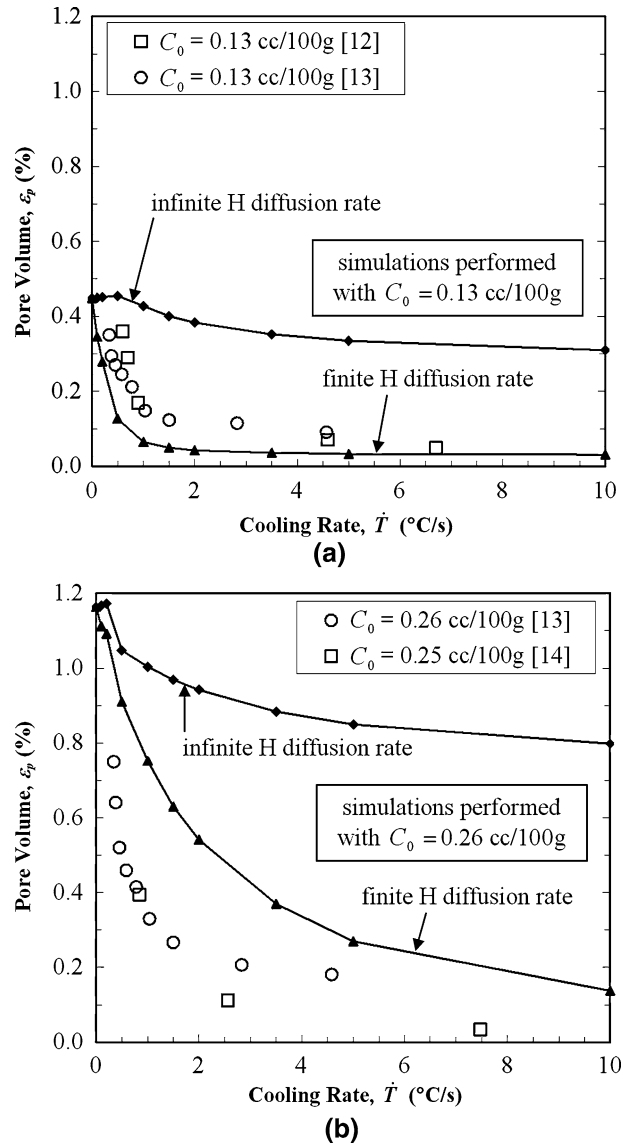 (a)
1.2
1.0
0.8
0.6
0.4
0.2
0.0
Pore Volume, εp (%)
C0 = 0.13 cc/100g [12]
C0 = 0.13 cc/100g [13]
infinite H diffusion rate
simulations performed
with C0 = 0.13 cc/100g
finite H diffusion rate
0 2 4 6 8 10
Cooling Rate, Ṫ (°C/s)
(a)
1.2
1.0
0.8
0.6
0.4
0.2
0.0
Pore Volume, εp (%)
C0 = 0.26 cc/100g [13]
C0 = 0.25 cc/100g [14]
infinite H diffusion rate
simulations performed
with C0 = 0.26 cc/100g
finite H diffusion rate
0 2 4 6 8 10
Cooling Rate, Ṫ (°C/s)
(b)